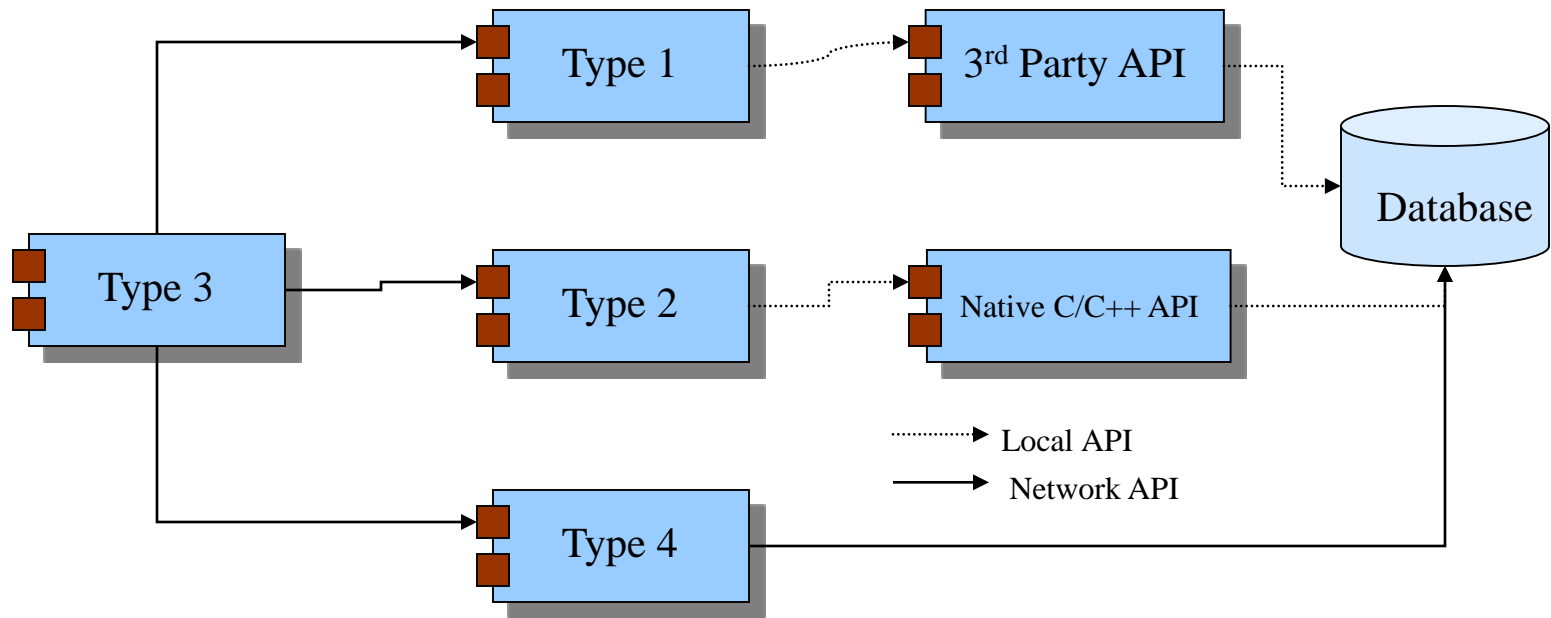 Type 1
3rd Party API
Database
Type 3
Type 2
Native C/C++ API
Local API
Network API
Type 4